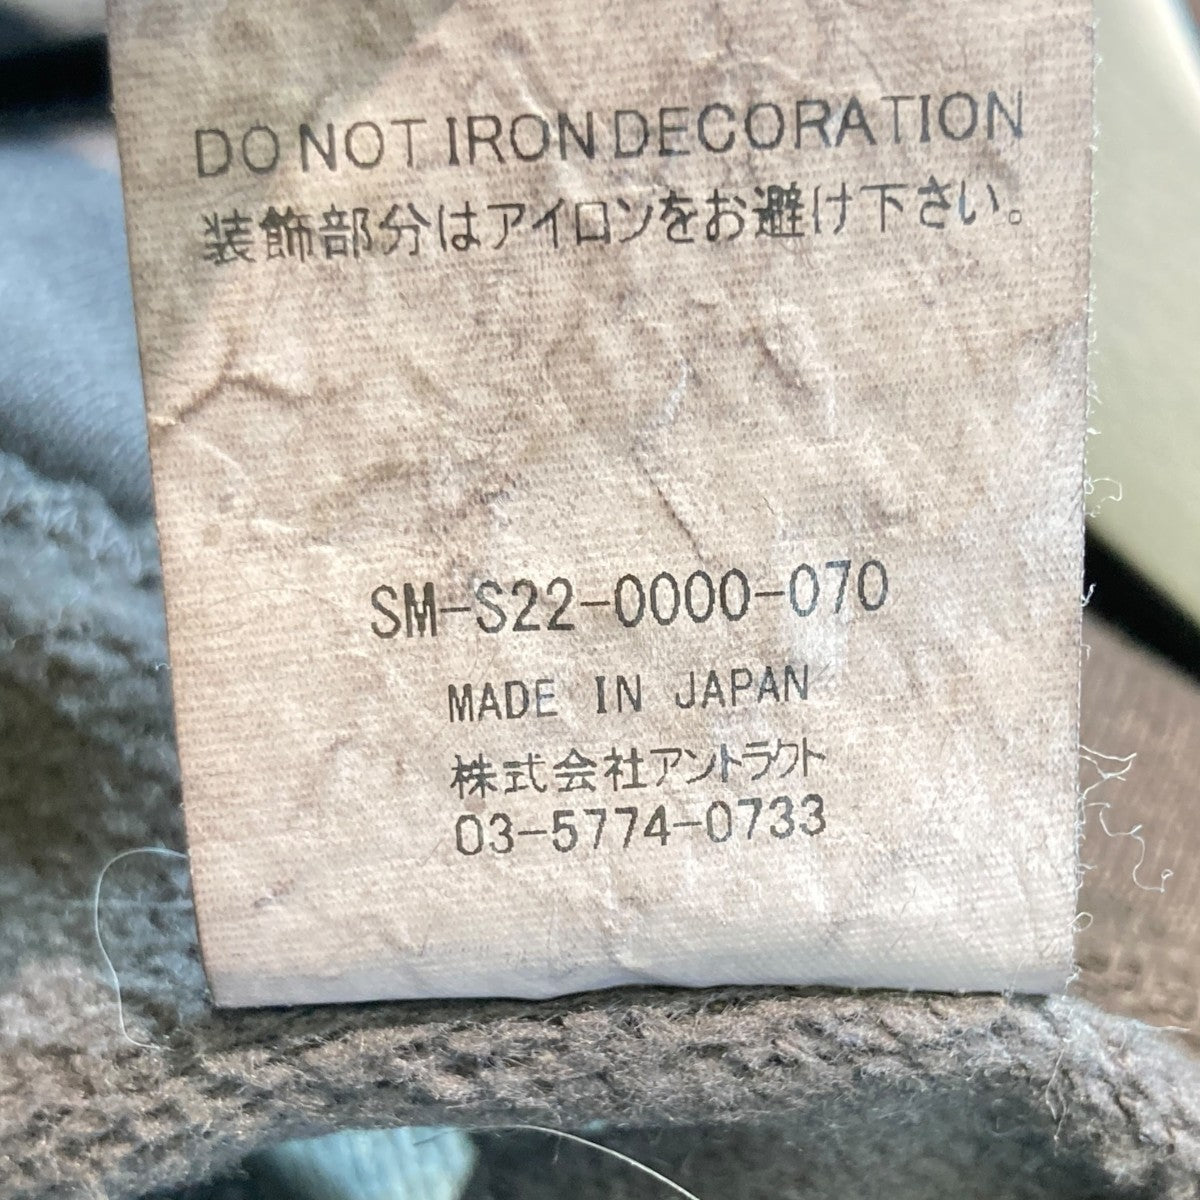 DO NOT IRON DECORATION
装飾部分はアイロンをお避け下さい。
SM-S22-0000-070
MADE IN JAPAN
株式会社アントラクト
03-5774-0733